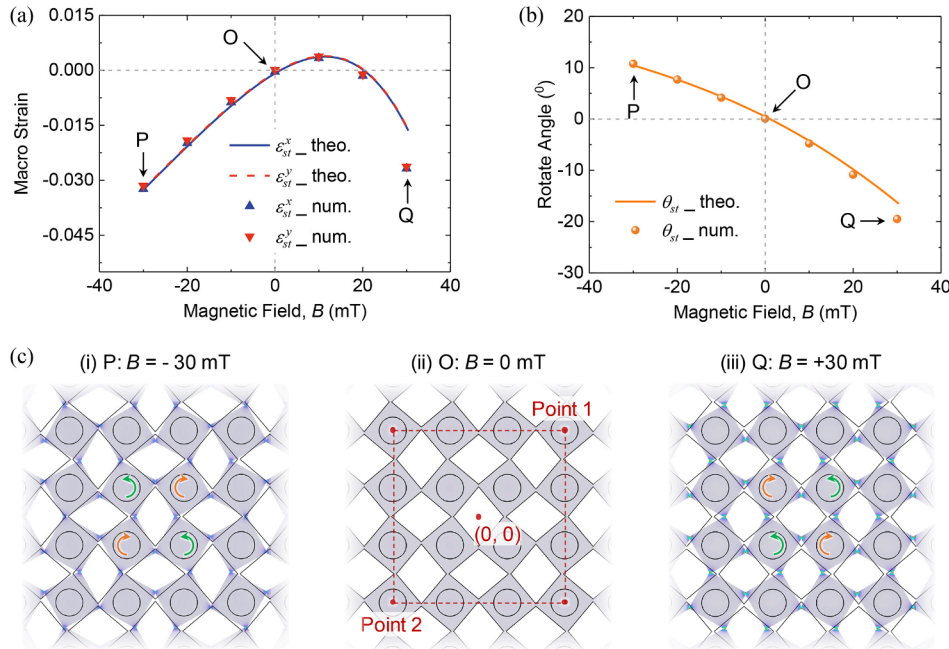 (a)
0.000
-0.015
-0.030
-0.045
Macro Strain
O
P
Q
ε_st^x _ theo.
ε_st^y _ theo.
ε_st^x _ num.
ε_st^y _ num.
-40 -20 0 20 40
Magnetic Field, B (mT)
(b)
20
10
0
-10
-20
-30
Rotate Angle (⁰)
P
O
Q
θ_st _ theo.
θ_st _ num.
-40 -20 0 20 40
Magnetic Field, B (mT)
(c)
(i) P: B = - 30 mT
(ii) O: B = 0 mT
(iii) Q: B = +30 mT
Point 1
(0, 0)
Point 2